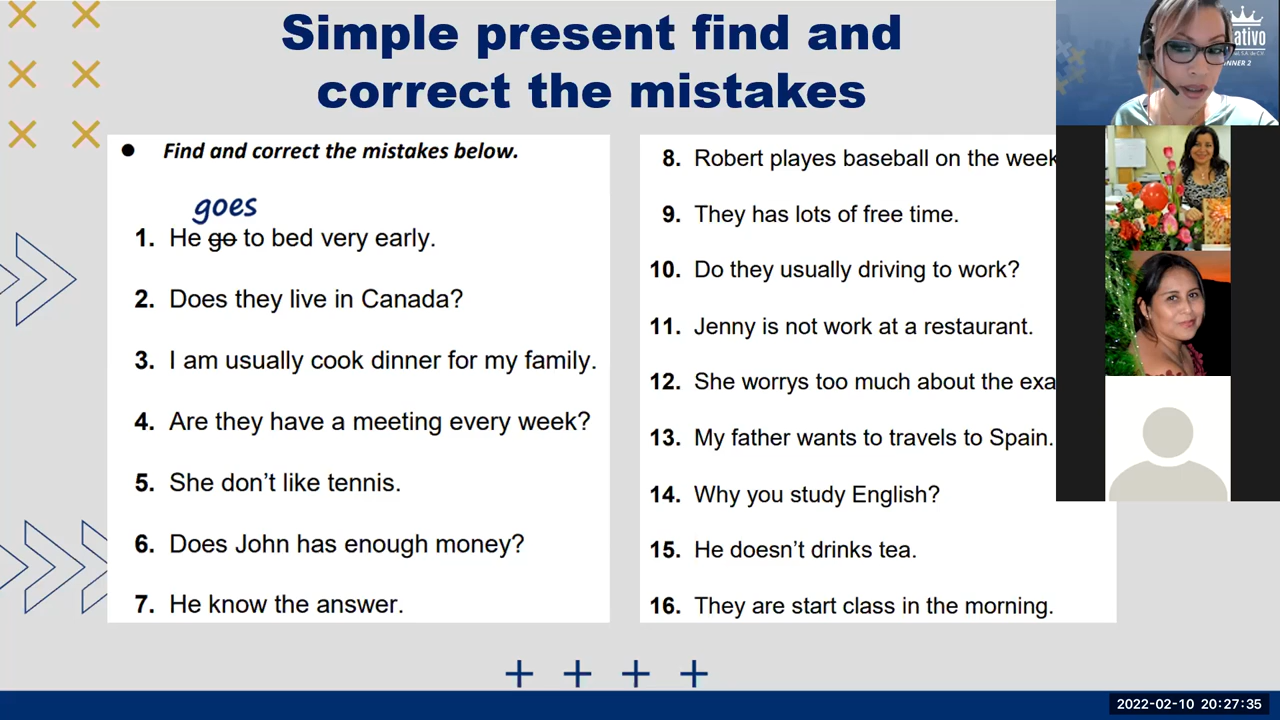 Simple present find and
correct the mistakes
● Find and correct the mistakes below.
goes
1. He go to bed very early.
2. Does they live in Canada?
3. I am usually cook dinner for my family.
4. Are they have a meeting every week?
5. She don’t like tennis.
6. Does John has enough money?
7. He know the answer.
8. Robert playes baseball on the week
9. They has lots of free time.
10. Do they usually driving to work?
11. Jenny is not work at a restaurant.
12. She worrys too much about the exa
13. My father wants to travels to Spain.
14. Why you study English?
15. He doesn’t drinks tea.
16. They are start class in the morning.
ativo
NNER 2
2022-02-10 20:27:35